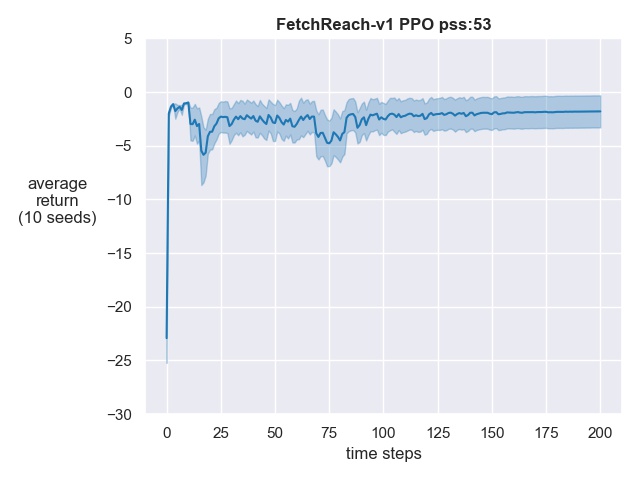 FetchReach-v1 PPO pss:53
5
0
−5
−10
−15
−20
−25
−30
average
return
(10 seeds)
0 25 50 75 100 125 150 175 200
time steps